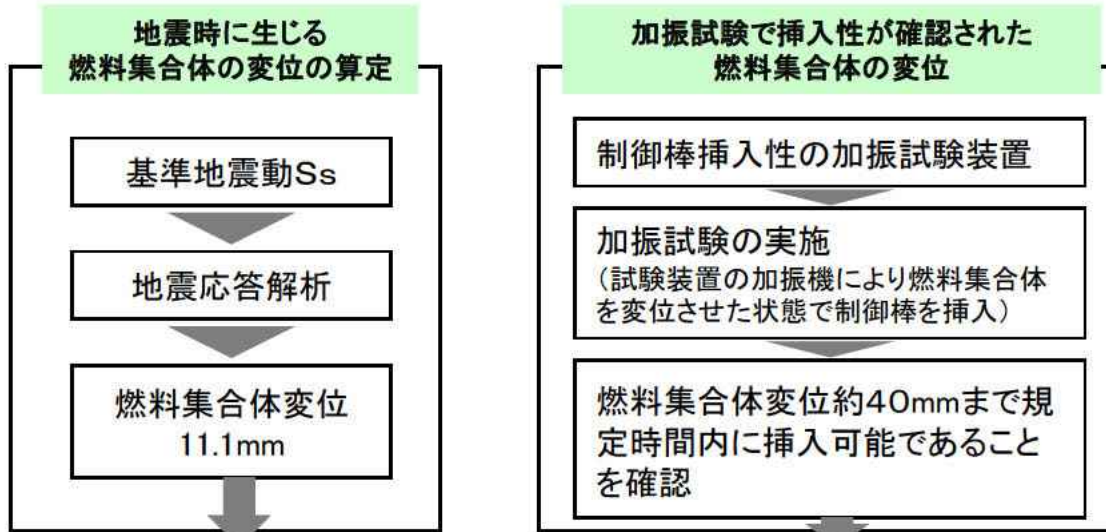 地震時に生じる
燃料集合体の変位の算定
基準地震動Ss
地震応答解析
燃料集合体変位
11.1mm
加振試験で挿入性が確認された
燃料集合体の変位
制御棒挿入性の加振試験装置
加振試験の実施
（試験装置の加振機により燃料集合体
を変位させた状態で制御棒を挿入）
燃料集合体変位約40mmまで規
定時間内に挿入可能であること
を確認